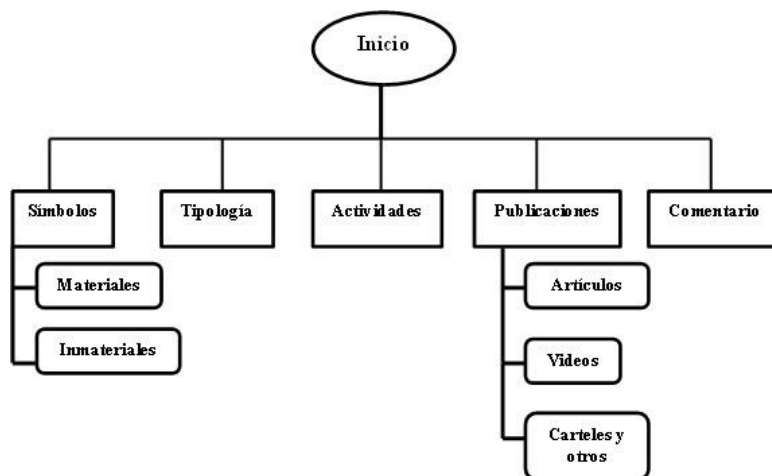 Inicio
Símbolos
Tipología
Actividades
Publicaciones
Comentario
Materiales
Inmateriales
Artículos
Videos
Carteles y
otros